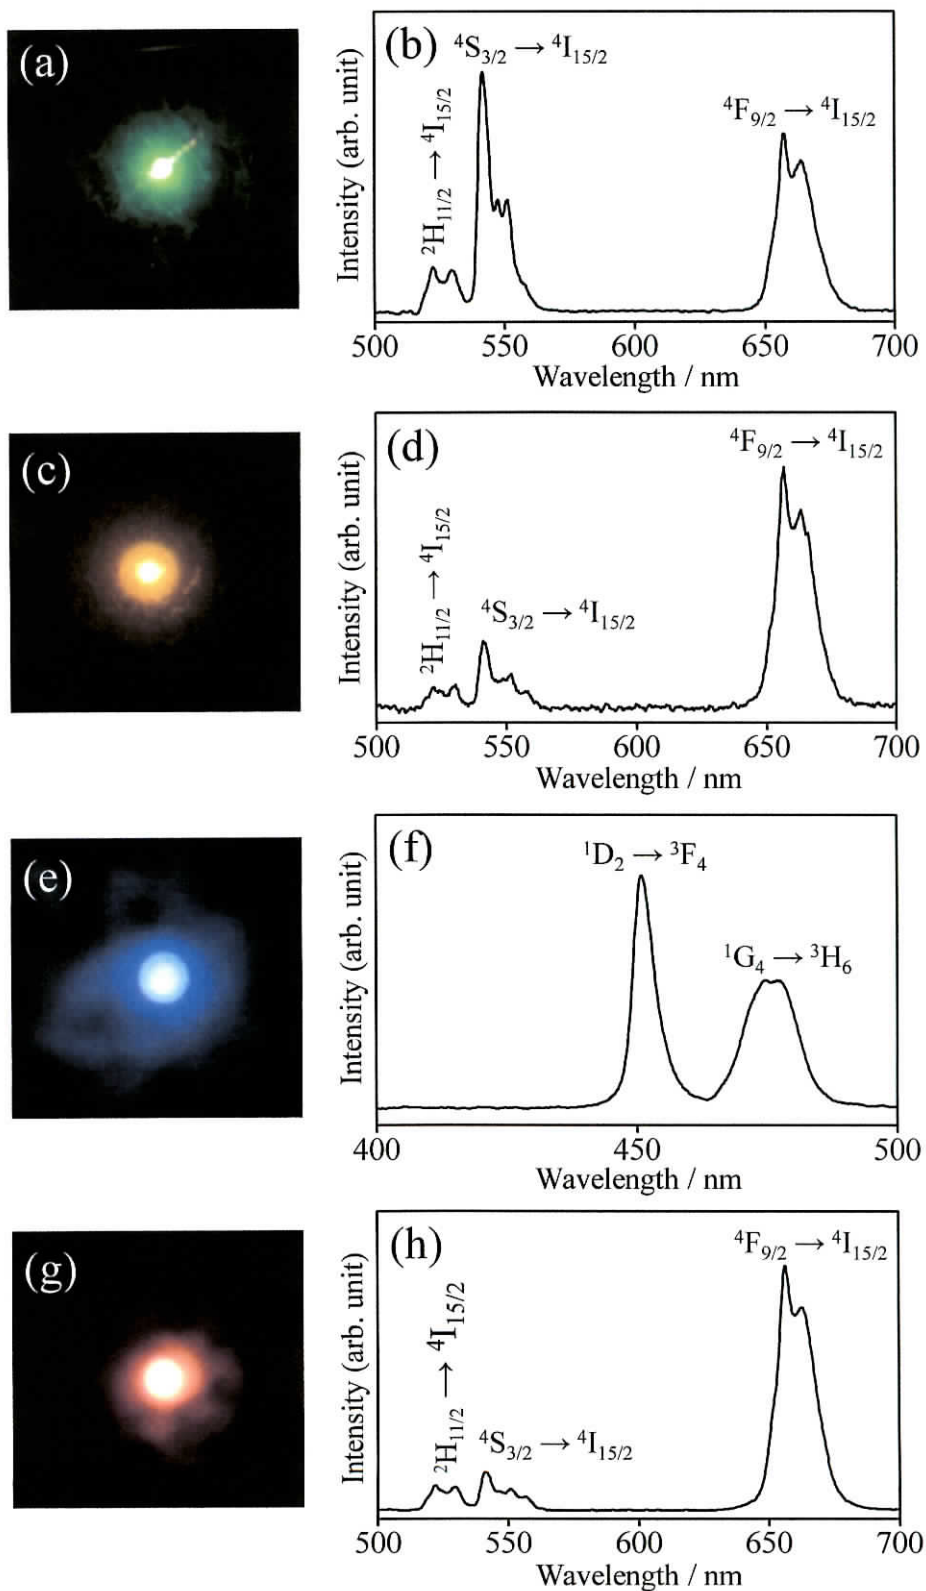 (a)
(b)
⁴S₃/₂ → ⁴I₁₅/₂
²H₁₁/₂ → ⁴I₁₅/₂
⁴F₉/₂ → ⁴I₁₅/₂
Intensity (arb. unit)
500 550 600 650 700
Wavelength / nm
(c)
(d)
⁴F₉/₂ → ⁴I₁₅/₂
²H₁₁/₂ → ⁴I₁₅/₂
⁴S₃/₂ → ⁴I₁₅/₂
Intensity (arb. unit)
500 550 600 650 700
Wavelength / nm
(e)
(f)
¹D₂ → ³F₄
¹G₄ → ³H₆
Intensity (arb. unit)
400 450 500
Wavelength / nm
(g)
(h)
⁴F₉/₂ → ⁴I₁₅/₂
²H₁₁/₂ → ⁴I₁₅/₂
⁴S₃/₂ → ⁴I₁₅/₂
Intensity (arb. unit)
500 550 600 650 700
Wavelength / nm